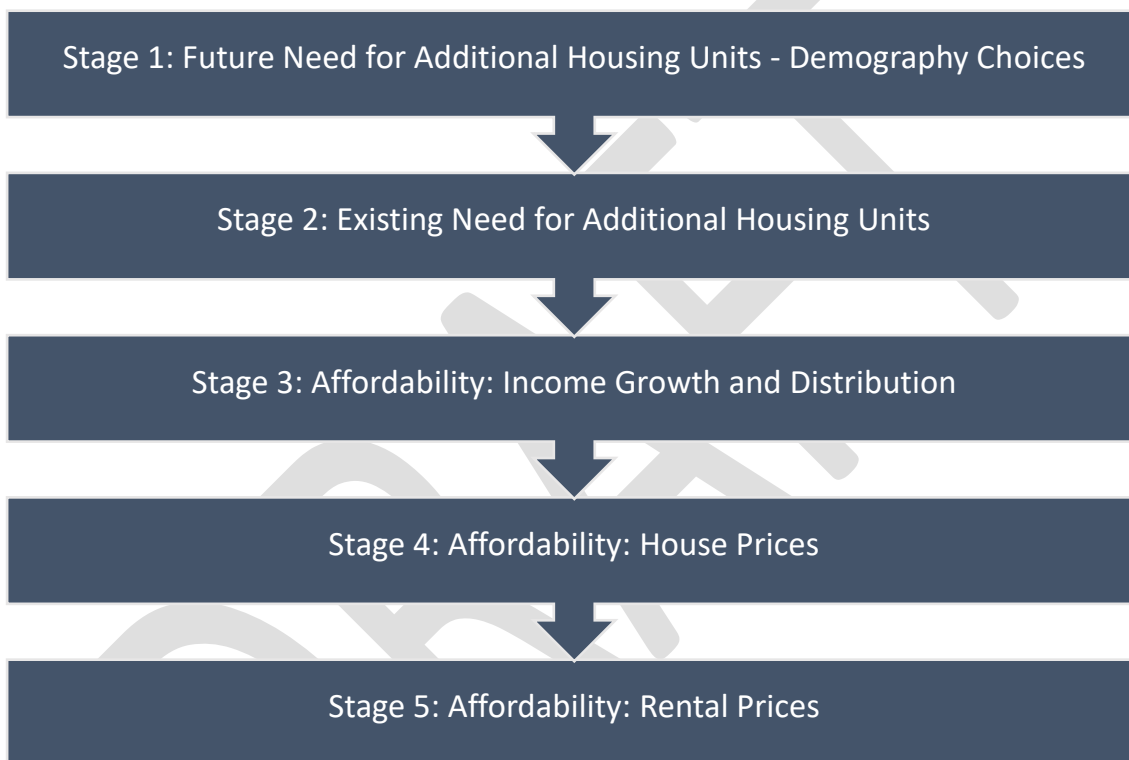 Stage 1: Future Need for Additional Housing Units - Demography Choices
Stage 2: Existing Need for Additional Housing Units
Stage 3: Affordability: Income Growth and Distribution
Stage 4: Affordability: House Prices
Stage 5: Affordability: Rental Prices